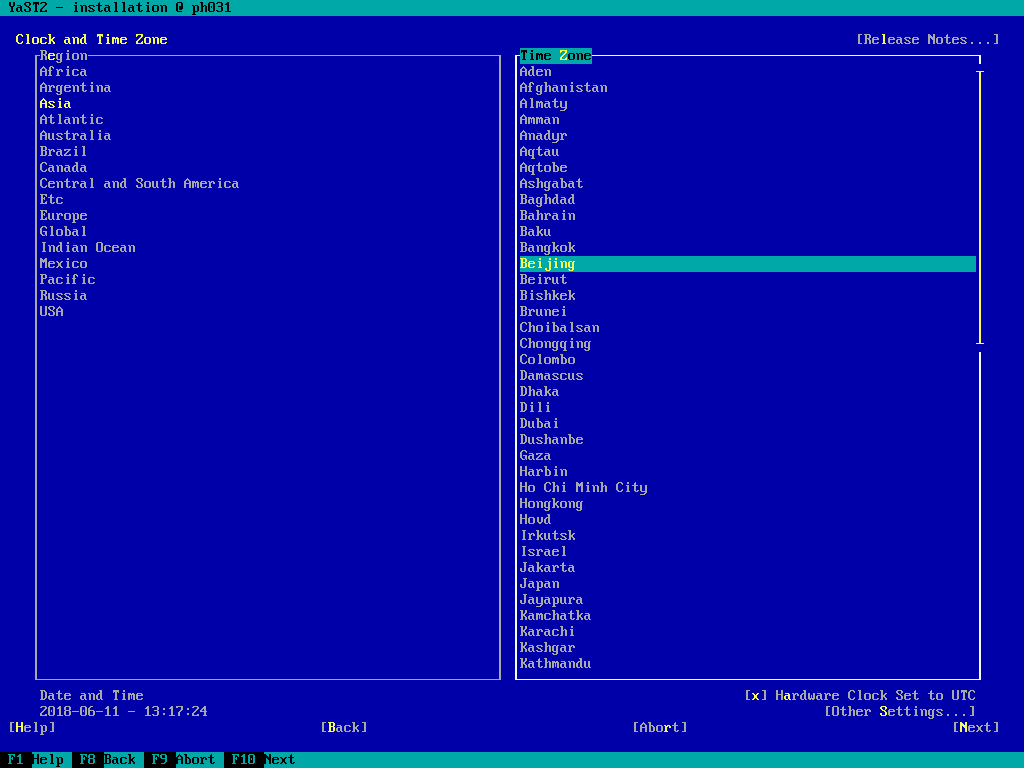 YaST2 - installation @ ph031
Clock and Time Zone
[Release Notes...]
Region
Africa
Argentina
Asia
Atlantic
Australia
Brazil
Canada
Central and South America
Etc
Europe
Global
Indian Ocean
Mexico
Pacific
Russia
USA
Time Zone
Aden
Afghanistan
Almaty
Amman
Anadyr
Aqtau
Aqtobe
Ashgabat
Baghdad
Bahrain
Baku
Bangkok
Beijing
Beirut
Bishkek
Brunei
Choibalsan
Chongqing
Colombo
Damascus
Dhaka
Dili
Dubai
Dushanbe
Gaza
Harbin
Ho Chi Minh City
Hongkong
Hovd
Irkutsk
Israel
Jakarta
Japan
Jayapura
Kamchatka
Karachi
Kashgar
Kathmandu
Date and Time
2018-06-11 - 13:17:24
[x] Hardware Clock Set to UTC
[Other Settings...]
[Help] [Back] [Abort] [Next]
F1 Help F8 Back F9 Abort F10 Next